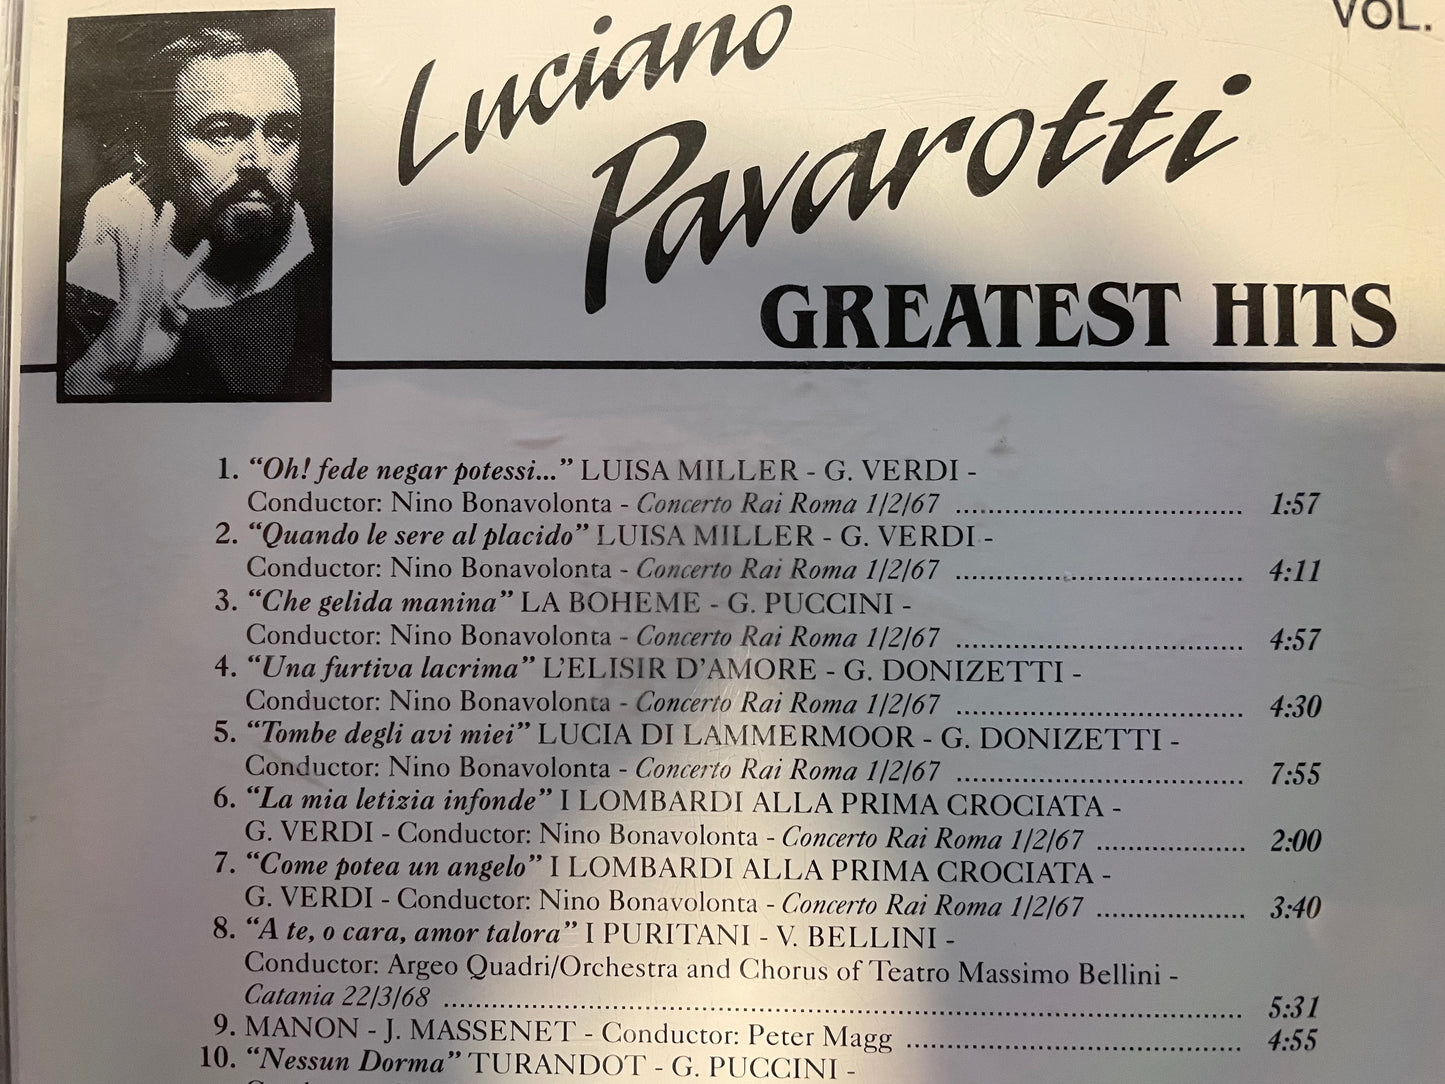 VOL.
Luciano
Pavarotti
GREATEST HITS
1. “Oh! fede negar potessi...” LUISA MILLER - G. VERDI -
Conductor: Nino Bonavolonta - Concerto Rai Roma 1/2/67 ........................................ 1:57
2. “Quando le sere al placido” LUISA MILLER - G. VERDI -
Conductor: Nino Bonavolonta - Concerto Rai Roma 1/2/67 ........................................ 4:11
3. “Che gelida manina” LA BOHEME - G. PUCCINI -
Conductor: Nino Bonavolonta - Concerto Rai Roma 1/2/67 ........................................ 4:57
4. “Una furtiva lacrima” L’ELISIR D’AMORE - G. DONIZETTI -
Conductor: Nino Bonavolonta - Concerto Rai Roma 1/2/67 ........................................ 4:30
5. “Tombe degli avi miei” LUCIA DI LAMMERMOOR - G. DONIZETTI -
Conductor: Nino Bonavolonta - Concerto Rai Roma 1/2/67 ........................................ 7:55
6. “La mia letizia infonde” I LOMBARDI ALLA PRIMA CROCIATA -
G. VERDI - Conductor: Nino Bonavolonta - Concerto Rai Roma 1/2/67 .................... 2:00
7. “Come potea un angelo” I LOMBARDI ALLA PRIMA CROCIATA -
G. VERDI - Conductor: Nino Bonavolonta - Concerto Rai Roma 1/2/67 .................... 3:40
8. “A te, o cara, amor talora” I PURITANI - V. BELLINI -
Conductor: Argeo Quadri/Orchestra and Chorus of Teatro Massimo Bellini -
Catania 22/3/68 ................................................................................ 5:31
9. MANON - J. MASSENET - Conductor: Peter Magg ........................................ 4:55
10. “Nessun Dorma” TURANDOT - G. PUCCINI -